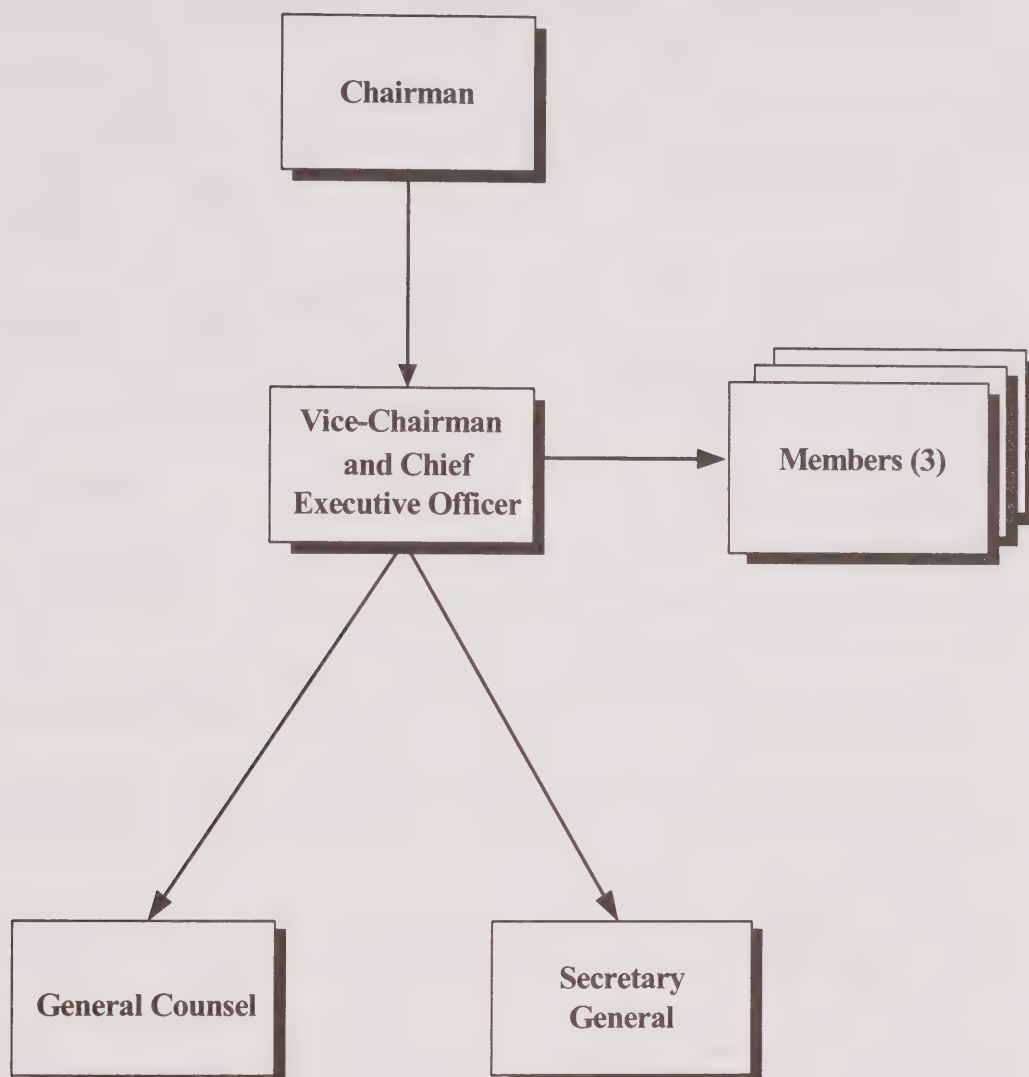 Chairman
Vice-Chairman
and Chief
Executive Officer
Members (3)
General Counsel
Secretary
General